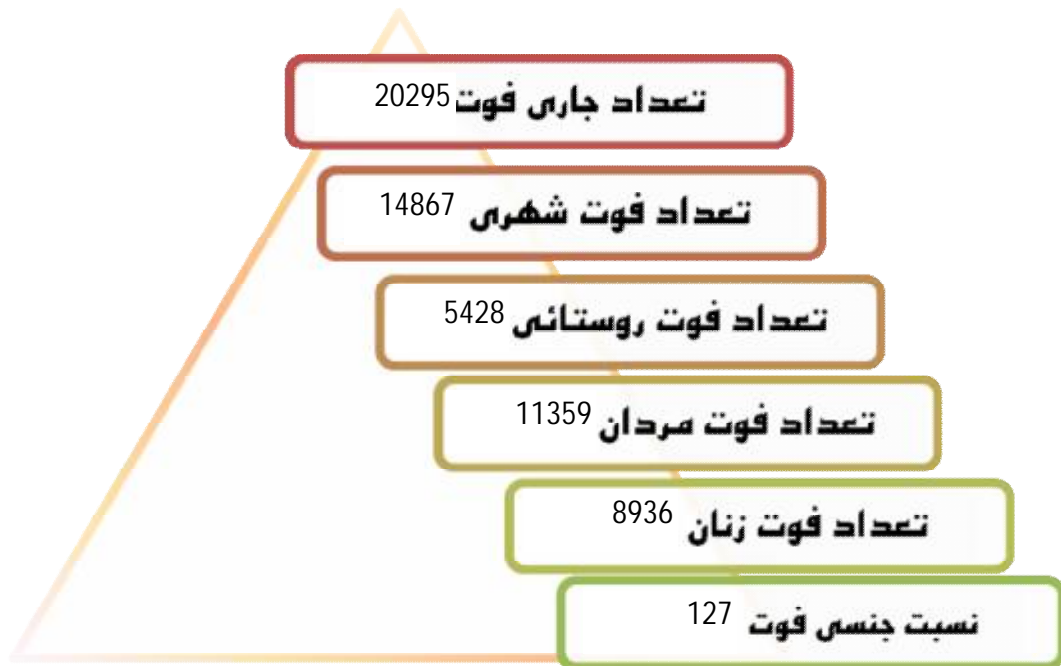 تعداد جاری فوت 20295
تعداد فوت شهری 14867
تعداد فوت روستائی 5428
تعداد فوت مردان 11359
تعداد فوت زنان 8936
نسبت جنسی فوت 127